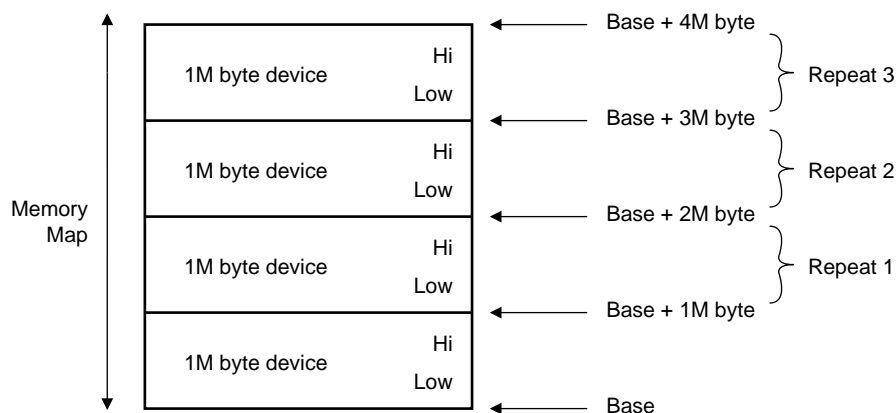 Base + 4M byte
Hi
1M byte device
Low
Repeat 3
Base + 3M byte
Hi
1M byte device
Low
Repeat 2
Memory
Map
Base + 2M byte
Hi
1M byte device
Low
Repeat 1
Base + 1M byte
Hi
1M byte device
Low
Base